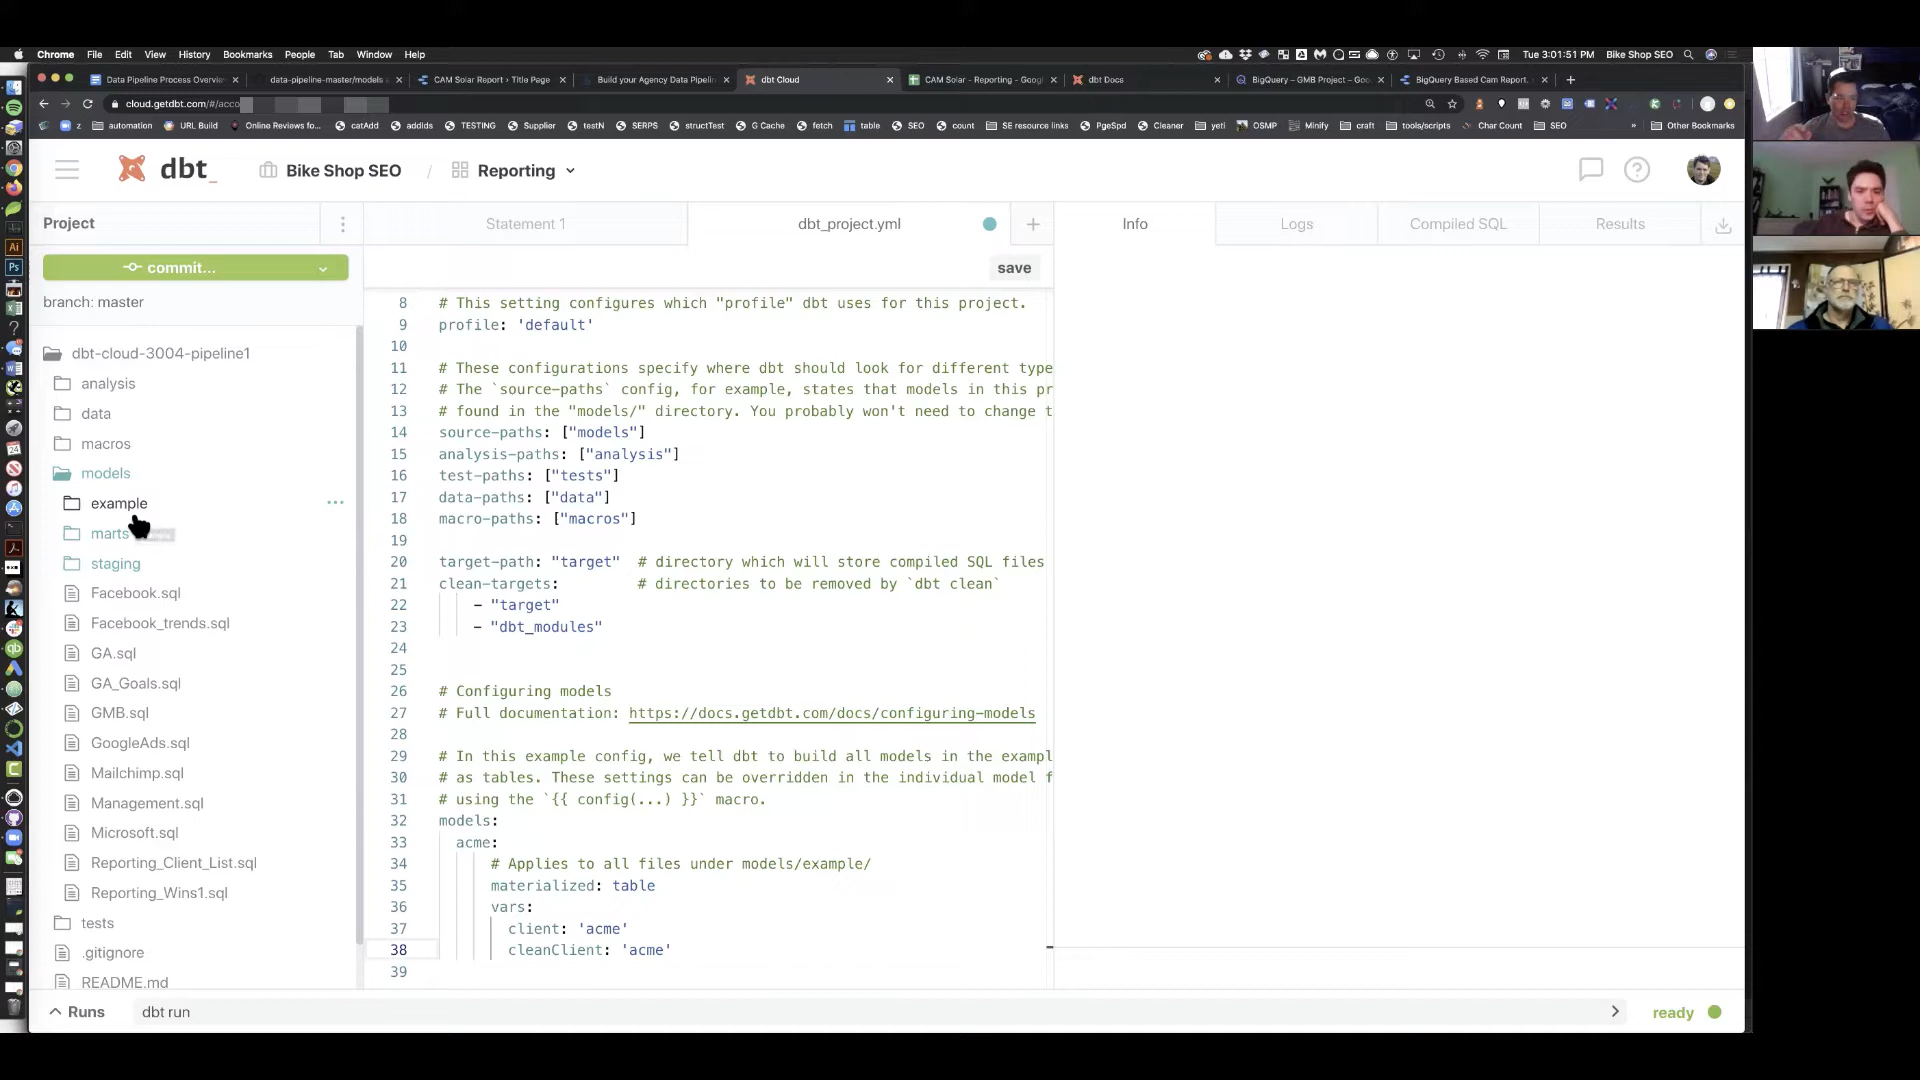 Chrome File Edit View History Bookmarks People Tab Window Help
Tue 3:01:51 PM Bike Shop SEO
Data Pipeline Process Overvie
data-pipeline-master/models
CAM Solar Report › Title Page
Build your Agency Data Pipelin
dbt Cloud
CAM Solar - Reporting - Googl
dbt Docs
BigQuery – GMB Project – Goo
BigQuery Based Cam Report.
cloud.getdbt.com/#/acco
z automation URL Build Online Reviews fo... catAdd addIds TESTING Supplier testN SERPS structTest G Cache fetch table SEO count SE resource links PgeSpd Cleaner yeti OSMP Minify craft tools/scripts Char Count SEO » Other Bookmarks
dbt_
Bike Shop SEO / Reporting
Project
Statement 1
dbt_project.yml
+
Info
Logs
Compiled SQL
Results
commit...
save
branch: master
dbt-cloud-3004-pipeline1
analysis
data
macros
models
example
marts
staging
Facebook.sql
Facebook_trends.sql
GA.sql
GA_Goals.sql
GMB.sql
GoogleAds.sql
Mailchimp.sql
Management.sql
Microsoft.sql
Reporting_Client_List.sql
Reporting_Wins1.sql
tests
.gitignore
README.md
8 # This setting configures which "profile" dbt uses for this project.
9 profile: 'default'
10
11 # These configurations specify where dbt should look for different type
12 # The `source-paths` config, for example, states that models in this pr
13 # found in the "models/" directory. You probably won't need to change t
14 source-paths: ["models"]
15 analysis-paths: ["analysis"]
16 test-paths: ["tests"]
17 data-paths: ["data"]
18 macro-paths: ["macros"]
19
20 target-path: "target" # directory which will store compiled SQL files
21 clean-targets: # directories to be removed by `dbt clean`
22 - "target"
23 - "dbt_modules"
24
25
26 # Configuring models
27 # Full documentation: https://docs.getdbt.com/docs/configuring-models
28
29 # In this example config, we tell dbt to build all models in the exampl
30 # as tables. These settings can be overridden in the individual model f
31 # using the `{{ config(...) }}` macro.
32 models:
33 acme:
34 # Applies to all files under models/example/
35 materialized: table
36 vars:
37 client: 'acme'
38 cleanClient: 'acme'
39
Runs
dbt run
ready